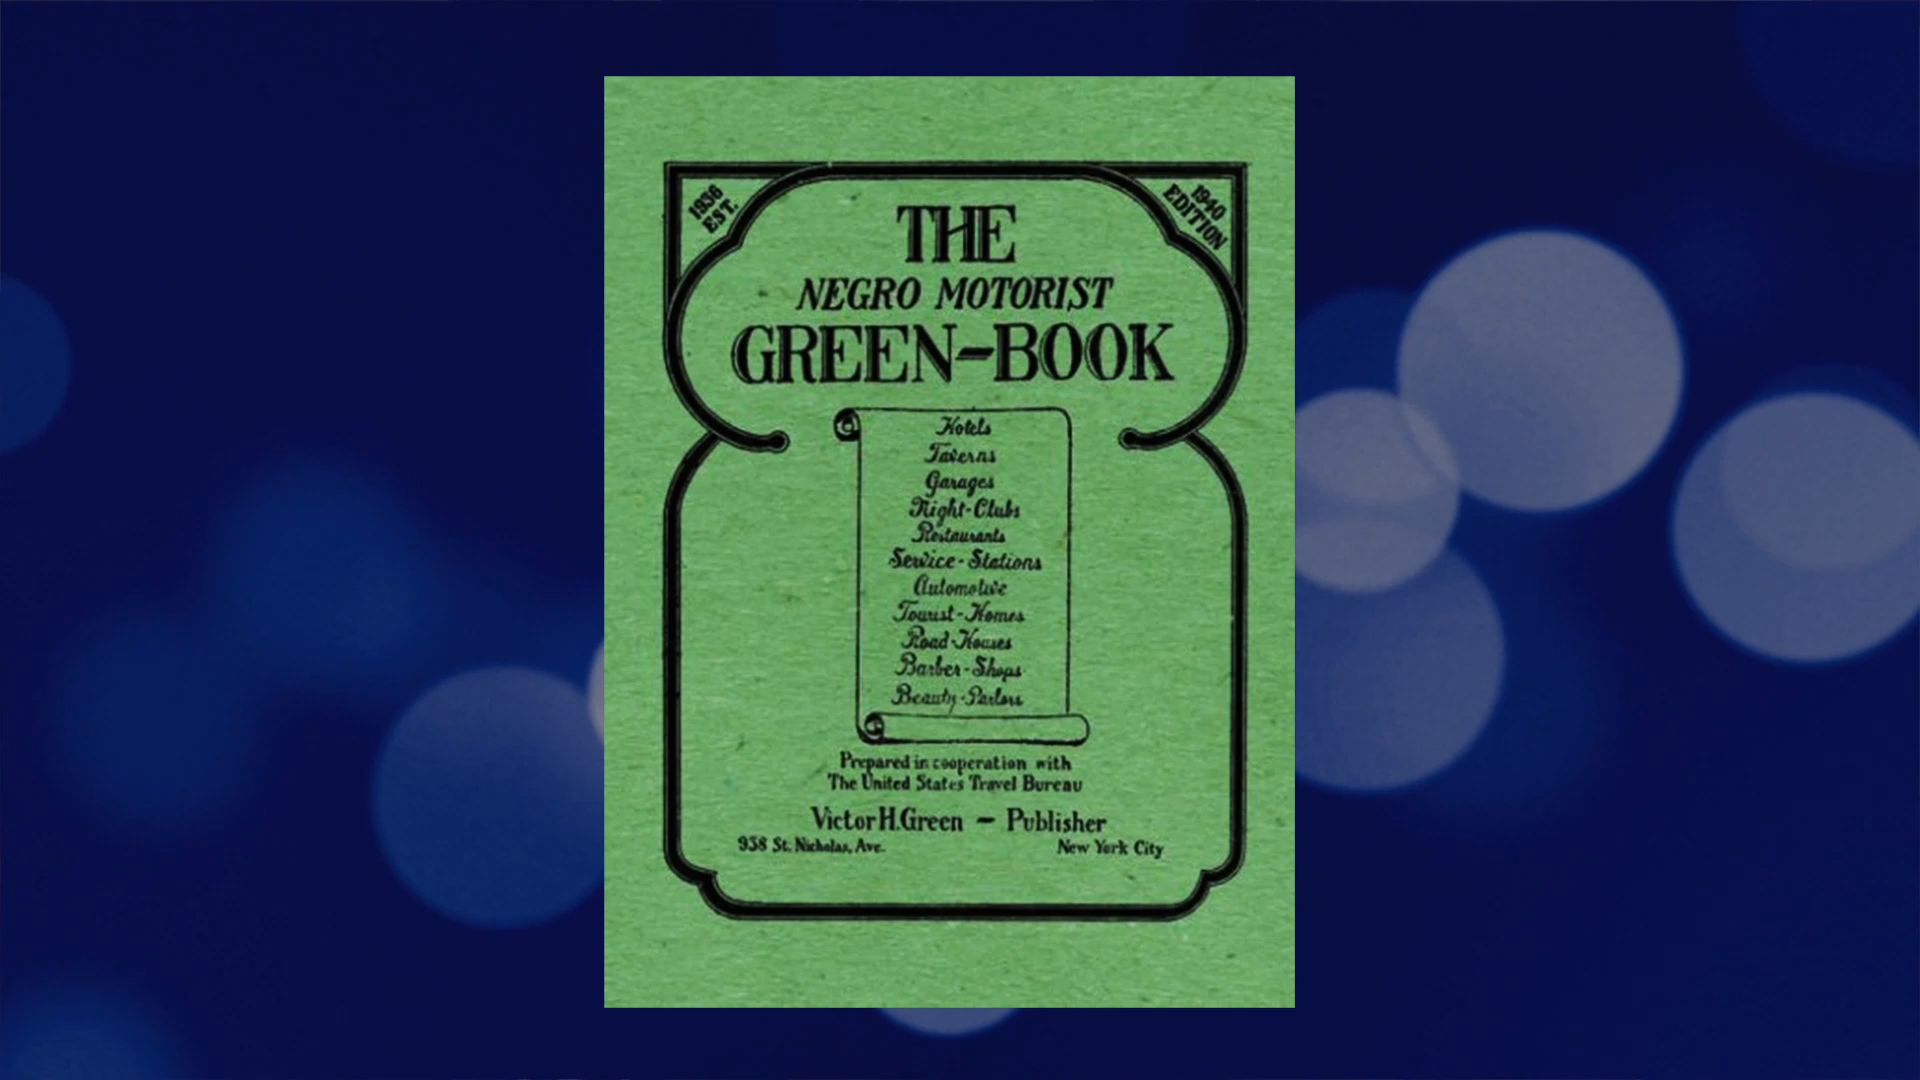 1936
EST.
1940
EDITION
THE
NEGRO MOTORIST
GREEN-BOOK
Hotels
Taverns
Garages
Night-Clubs
Restaurants
Service-Stations
Automotive
Tourist-Homes
Road-Houses
Barber-Shops
Beauty-Parlors
Prepared in cooperation with
The United States Travel Bureau
Victor H. Green - Publisher
938 St. Nicholas, Ave.
New York City